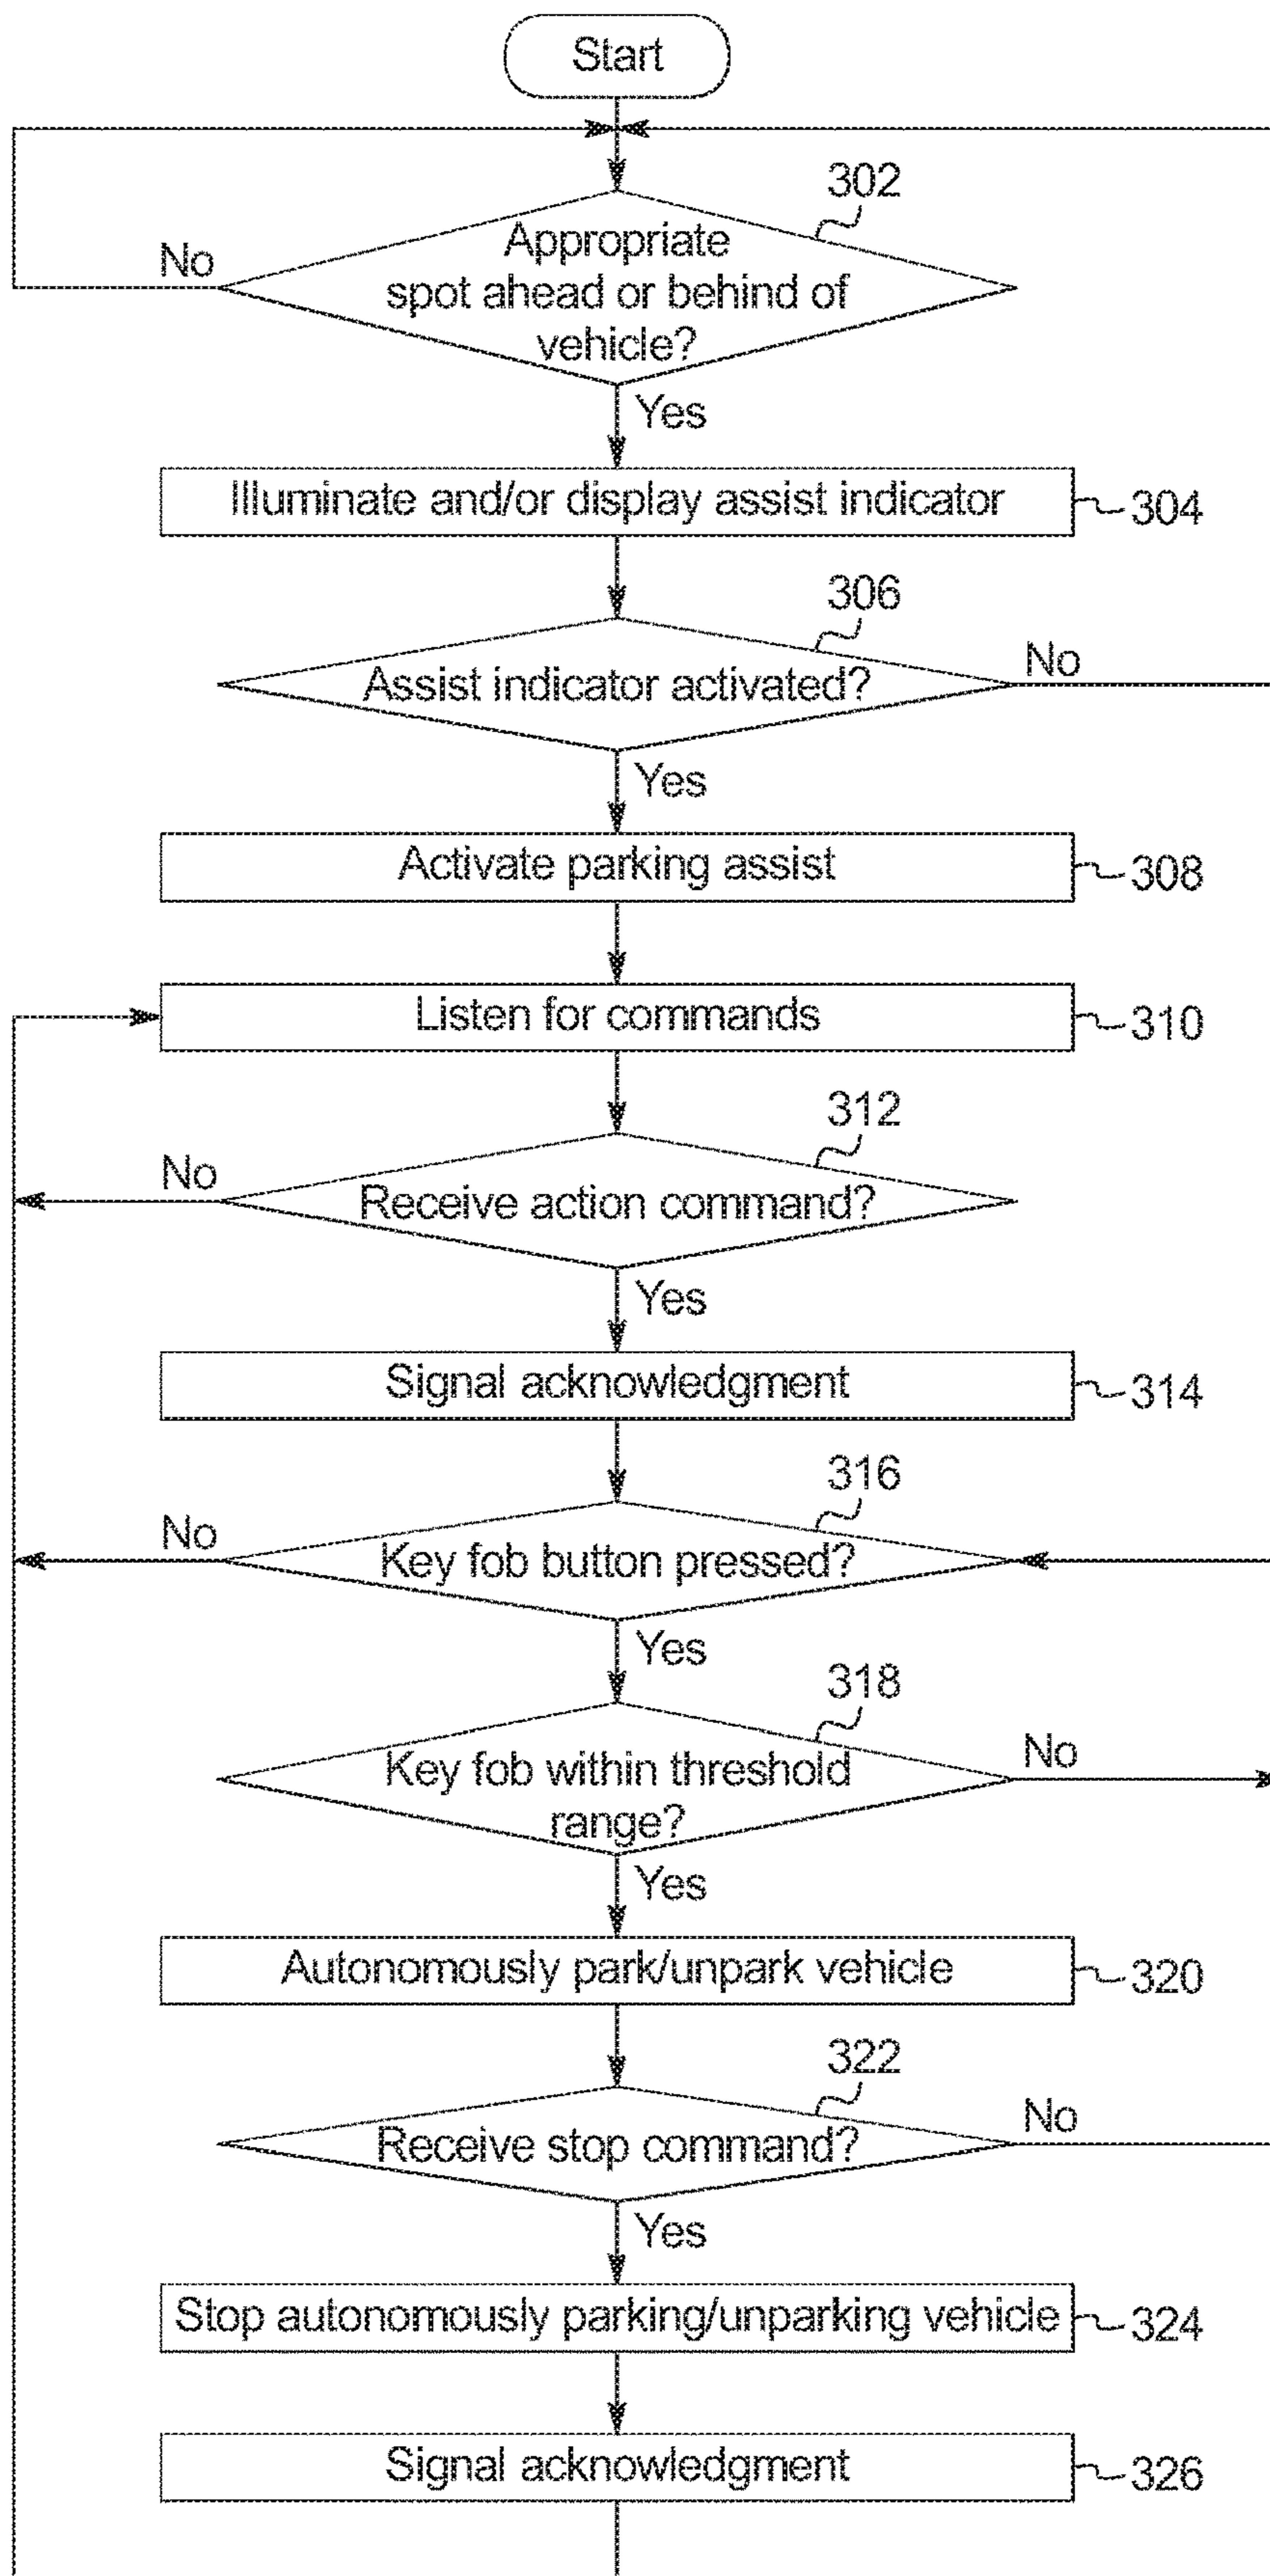 Start
302
Appropriate
spot ahead or behind of
vehicle?
No
Yes
Illuminate and/or display assist indicator
304
306
Assist indicator activated?
No
Yes
Activate parking assist
308
Listen for commands
310
312
Receive action command?
No
Yes
Signal acknowledgment
314
316
Key fob button pressed?
No
Yes
318
Key fob within threshold
range?
No
Yes
Autonomously park/unpark vehicle
320
322
Receive stop command?
No
Yes
Stop autonomously parking/unparking vehicle
324
Signal acknowledgment
326